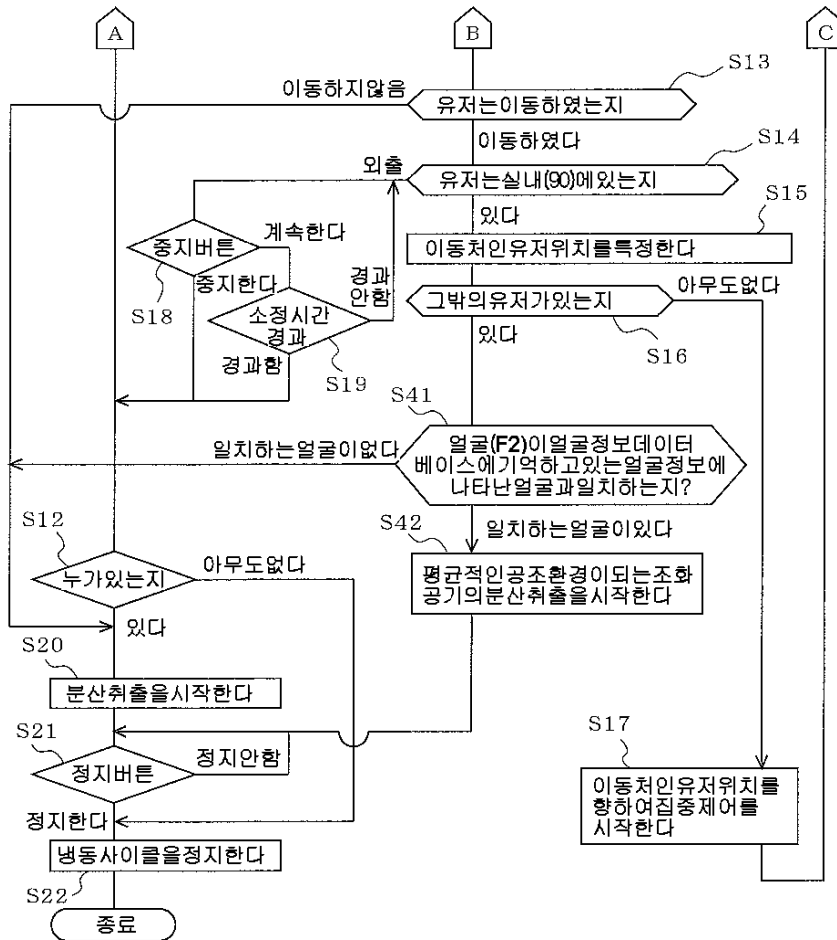 A
B
C
S13
이동하지않음
유저는이동하였는지
이동하였다
S14
외출
유저는실내(90)에있는지
있다
S15
중지버튼
계속한다
이동처인유저위치를특정한다
S18
중지한다
경과
안함
아무도없다
그밖의유저가있는지
소정시간
경과
있다
S16
경과함
S19
S41
일치하는얼굴이없다
얼굴(F2)이얼굴정보데이터
베이스에기억하고있는얼굴정보에
나타난얼굴과일치하는지?
S12
S42
일치하는얼굴이있다
아무도없다
누가있는지
평균적인공조환경이되는조화
공기의분산취출을시작한다
있다
S20
분산취출을시작한다
S21
S17
정지버튼
정지안함
이동처인유저위치를
향하여집중제어를
시작한다
정지한다
냉동사이클을정지한다
S22
종료